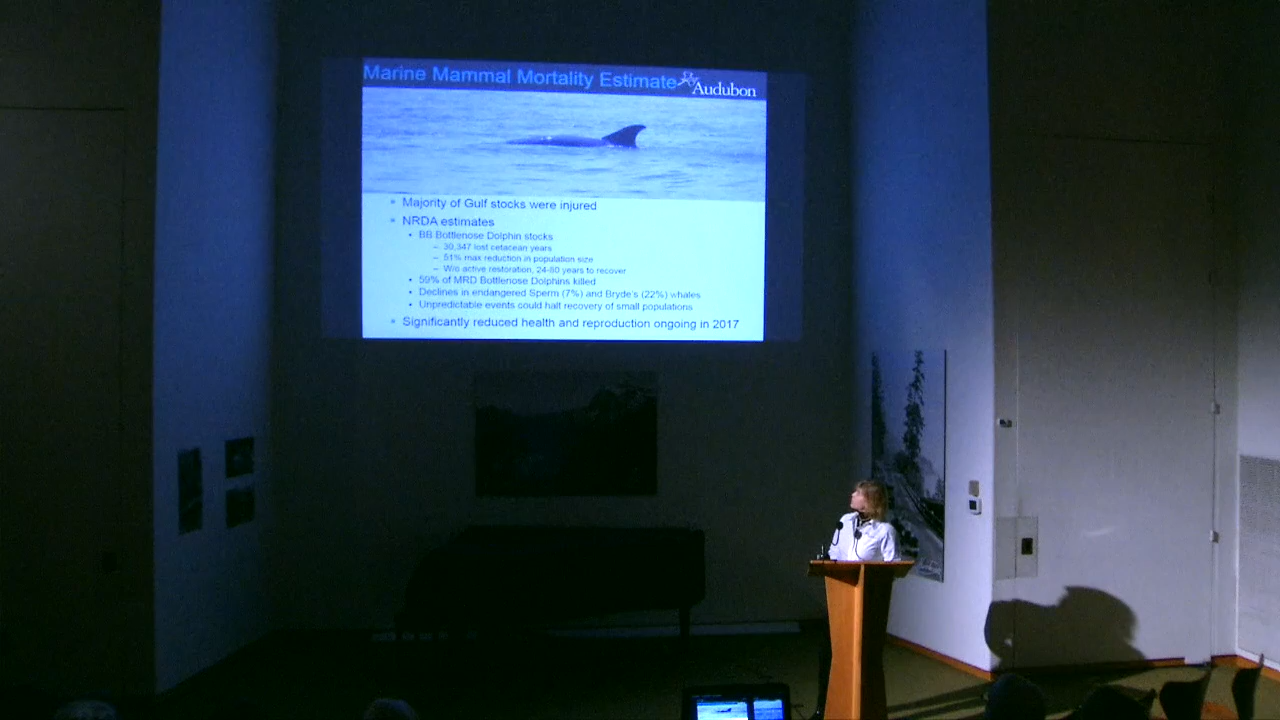 Marine Mammal Mortality Estimate
Audubon
Majority of Gulf stocks were injured
NRDA estimates
BB Bottlenose Dolphin stocks
– 30,347 lost cetacean years
– 51% max reduction in population size
– W/o active restoration, 24-80 years to recover
59% of MRD Bottlenose Dolphins killed
Declines in endangered Sperm (7%) and Bryde's (22%) whales
Unpredictable events could halt recovery of small populations
Significantly reduced health and reproduction ongoing in 2017